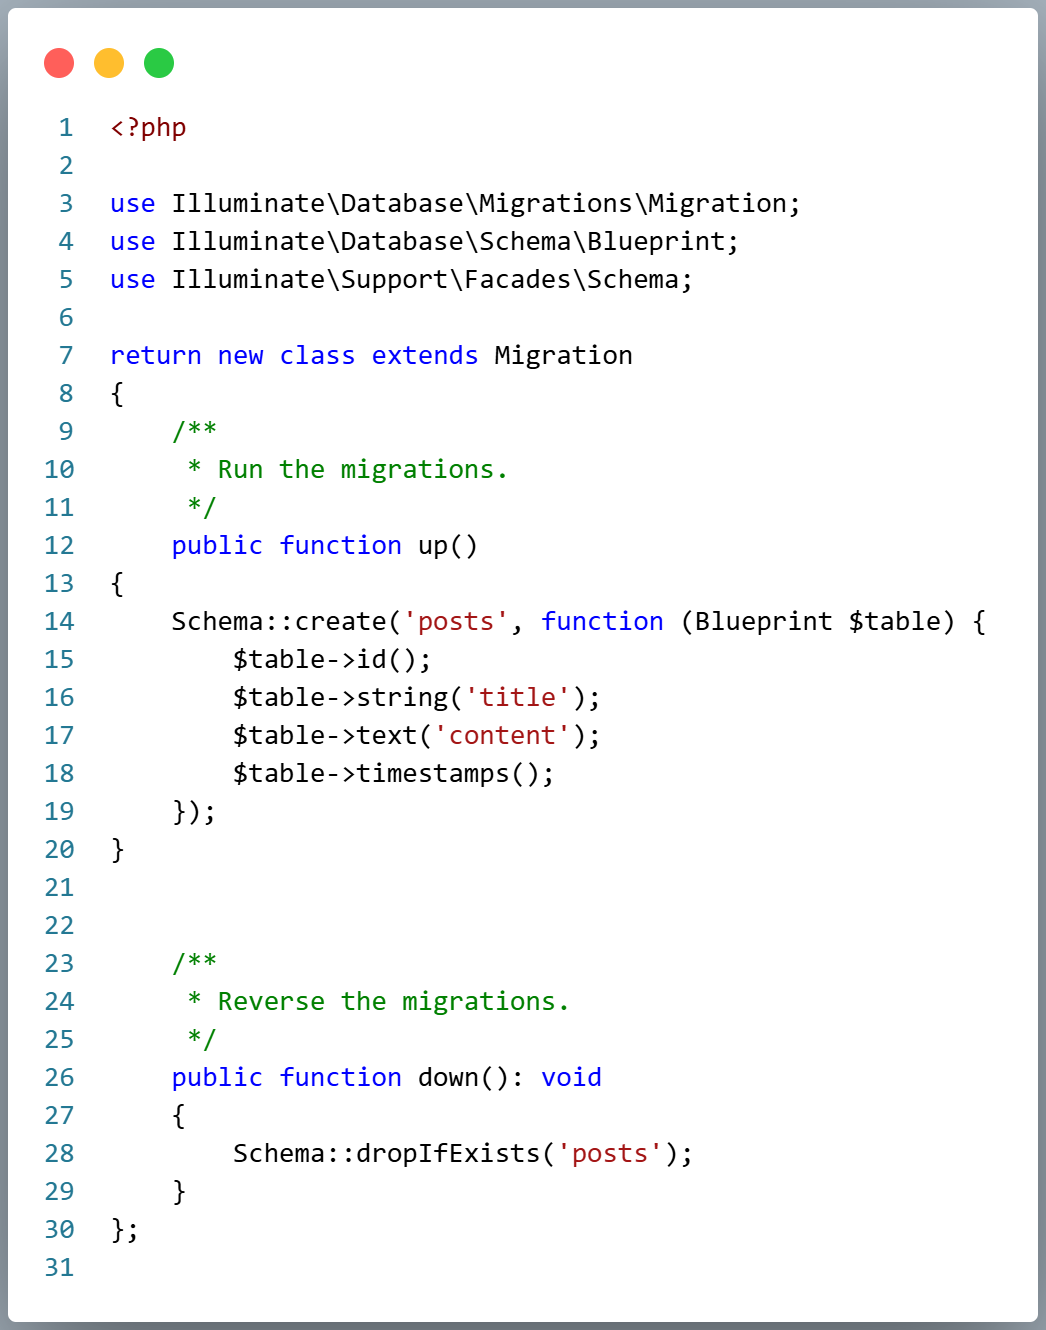 1 <?php
2
3 use Illuminate\Database\Migrations\Migration;
4 use Illuminate\Database\Schema\Blueprint;
5 use Illuminate\Support\Facades\Schema;
6
7 return new class extends Migration
8 {
9     /**
10      * Run the migrations.
11      */
12     public function up()
13 {
14     Schema::create('posts', function (Blueprint $table) {
15         $table->id();
16         $table->string('title');
17         $table->text('content');
18         $table->timestamps();
19     });
20 }
21
22
23     /**
24      * Reverse the migrations.
25      */
26     public function down(): void
27     {
28         Schema::dropIfExists('posts');
29     }
30 };
31